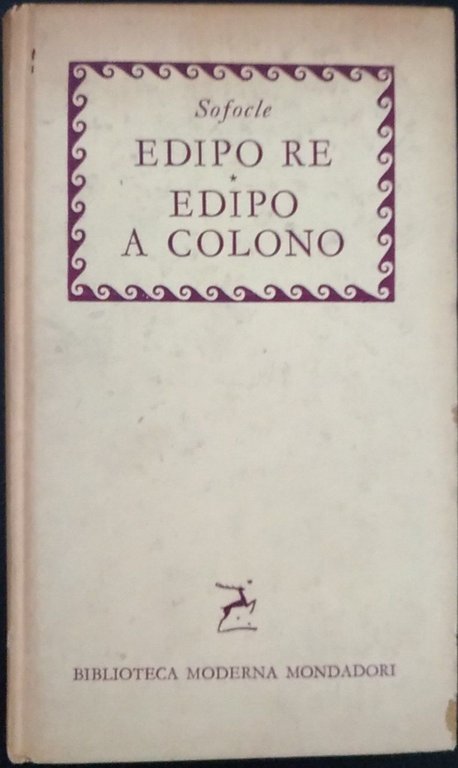 Sofocle
EDIPO RE
*
EDIPO
A COLONO
BIBLIOTECA MODERNA MONDADORI